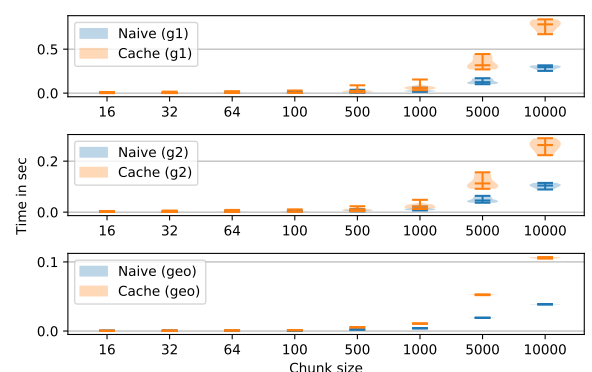 Naive (g1)
Cache (g1)
0.5
0.0
16 32 64 100 500 1000 5000 10000
Naive (g2)
Cache (g2)
0.2
0.0
16 32 64 100 500 1000 5000 10000
Time in sec
Naive (geo)
Cache (geo)
0.1
0.0
16 32 64 100 500 1000 5000 10000
Chunk size